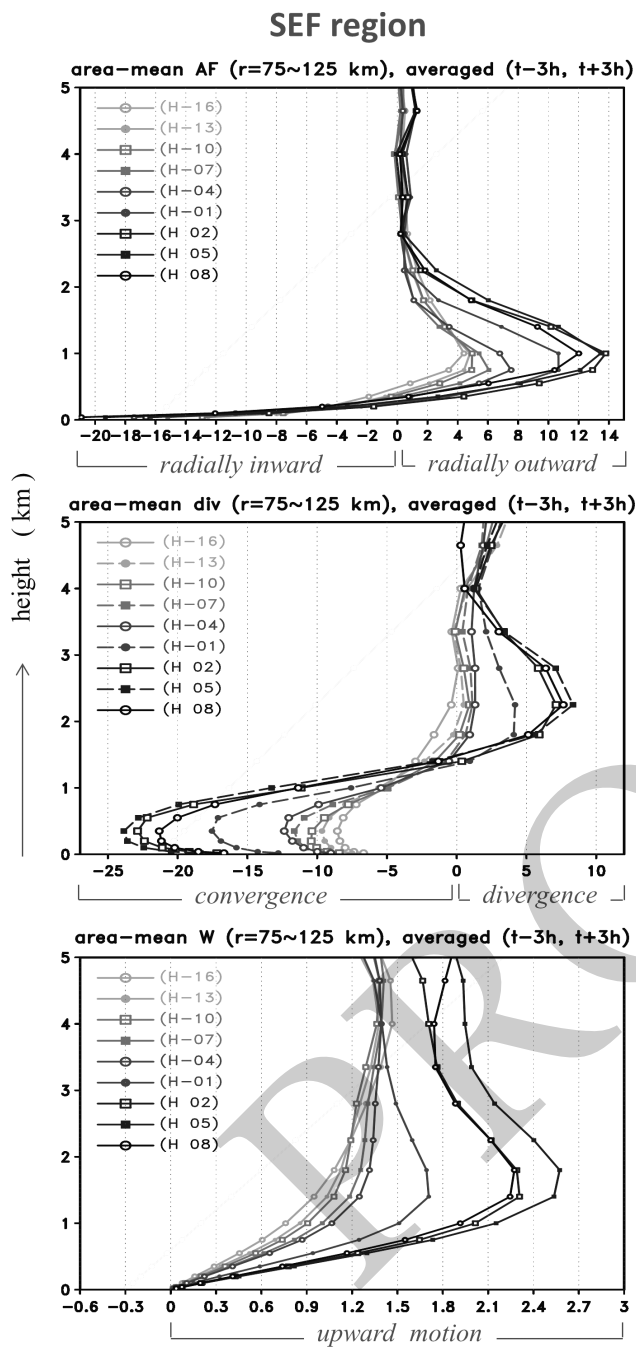 SEF region
area-mean AF (r=75~125 km), averaged (t-3h, t+3h)
5
4
3
2
1
0
(H-16)
(H-13)
(H-10)
(H-07)
(H-04)
(H-01)
(H 02)
(H 05)
(H 08)
-20 -18 -16 -14 -12 -10 -8 -6 -4 -2 0 2 4 6 8 10 12 14
radially inward radially outward
area-mean div (r=75~125 km), averaged (t-3h, t+3h)
5
4
3
2
1
0
(H-16)
(H-13)
(H-10)
(H-07)
(H-04)
(H-01)
(H 02)
(H 05)
(H 08)
-25 -20 -15 -10 -5 0 5 10
convergence divergence
height (km)
area-mean W (r=75~125 km), averaged (t-3h, t+3h)
5
4
3
2
1
0
(H-16)
(H-13)
(H-10)
(H-07)
(H-04)
(H-01)
(H 02)
(H 05)
(H 08)
-0.6 -0.3 0 0.3 0.6 0.9 1.2 1.5 1.8 2.1 2.4 2.7 3
upward motion
PRO